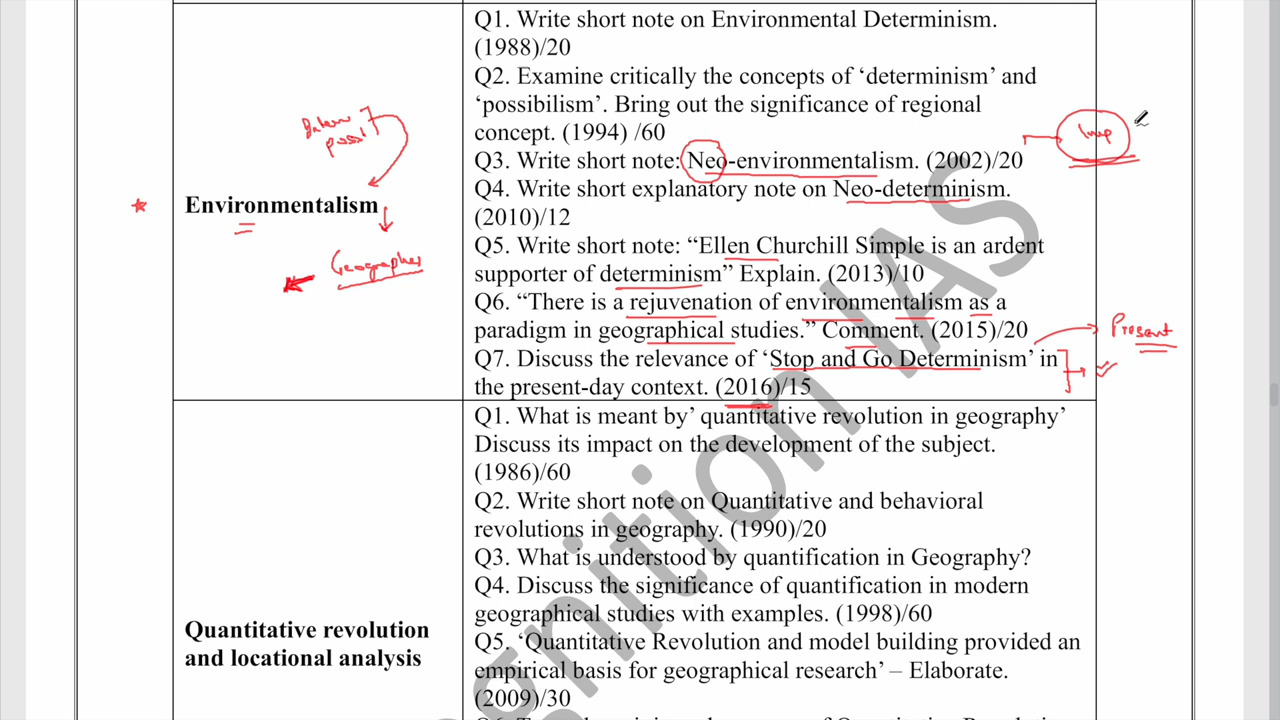 Q1. Write short note on Environmental Determinism.
(1988)/20
Q2. Examine critically the concepts of ‘determinism’ and
‘possibilism’. Bring out the significance of regional
concept. (1994) /60
Q3. Write short note: Neo-environmentalism. (2002)/20
Imp
Q4. Write short explanatory note on Neo-determinism.
(2010)/12
Environmentalism
Q5. Write short note: “Ellen Churchill Simple is an ardent
supporter of determinism” Explain. (2013)/10
Geographer
Q6. “There is a rejuvenation of environmentalism as a
paradigm in geographical studies.” Comment. (2015)/20
Present
Q7. Discuss the relevance of ‘Stop and Go Determinism’ in
the present-day context. (2016)/15
Q1. What is meant by’ quantitative revolution in geography’
Discuss its impact on the development of the subject.
(1986)/60
Q2. Write short note on Quantitative and behavioral
revolutions in geography. (1990)/20
Q3. What is understood by quantification in Geography?
Q4. Discuss the significance of quantification in modern
geographical studies with examples. (1998)/60
Quantitative revolution
and locational analysis
Q5. ‘Quantitative Revolution and model building provided an
empirical basis for geographical research’ – Elaborate.
(2009)/30
gnition IAS